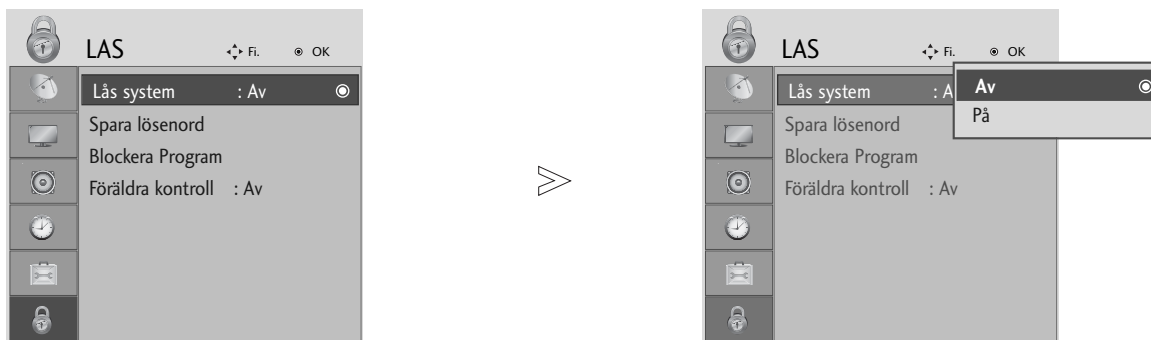 LAS Fi. OK
Lås system : Av
Spara lösenord
Blockera Program
Föräldra kontroll : Av
LAS Fi. OK
Lås system : A
Av
På
Spara lösenord
Blockera Program
Föräldra kontroll : Av